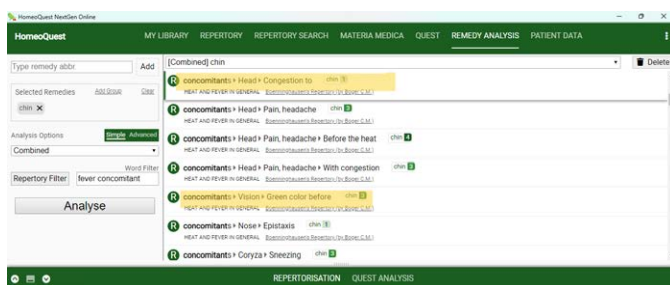 HomeoQuest NextGen Online
HomeoQuest MY LIBRARY REPERTORY REPERTORY SEARCH MATERIA MEDICA QUEST REMEDY ANALYSIS PATIENT DATA
Type remedy abbr. Add
[Combined] chin Delete
Selected Remedies Add Group Clear
chin
Analysis Options Simple Advanced
Combined
Word Filter
Repertory Filter fever concomitant
Analyse
R concomitants Head Congestion to chin 1
HEAT AND FEVER IN GENERAL Boenninghausen's Repertory (by Boger C.M.)
R concomitants Head Pain, headache chin 3
HEAT AND FEVER IN GENERAL Boenninghausen's Repertory (by Boger C.M.)
R concomitants Head Pain, headache Before the heat chin 4
HEAT AND FEVER IN GENERAL Boenninghausen's Repertory (by Boger C.M.)
R concomitants Head Pain, headache With congestion chin 3
HEAT AND FEVER IN GENERAL Boenninghausen's Repertory (by Boger C.M.)
R concomitants Vision Green color before chin
HEAT AND FEVER IN GENERAL Boenninghausen's Repertory (by Boger C.M.)
R concomitants Nose Epistaxis chin 1
HEAT AND FEVER IN GENERAL Boenninghausen's Repertory (by Boger C.M.)
R concomitants Coryza Sneezing chin 3
REPERTORISATION QUEST ANALYSIS